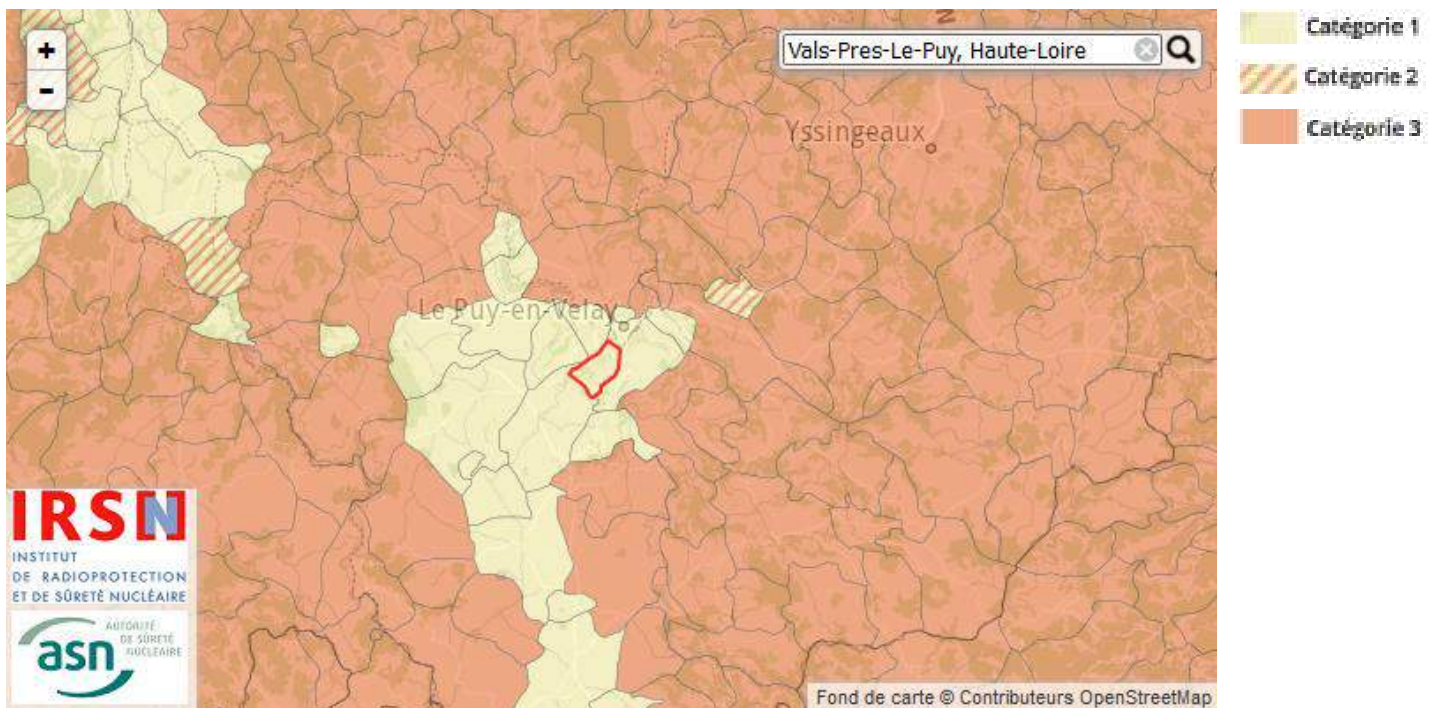 +
-
Vals-Pres-Le-Puy, Haute-Loire
Catégorie 1
Catégorie 2
Catégorie 3
Yssingeaux
Le Puy-en-Velay
IRSN
INSTITUT
DE RADIOPROTECTION
ET DE SÛRETÉ NUCLÉAIRE
asn
AUTORITÉ
DE SÛRETÉ
NUCLÉAIRE
Fond de carte © Contributeurs OpenStreetMap